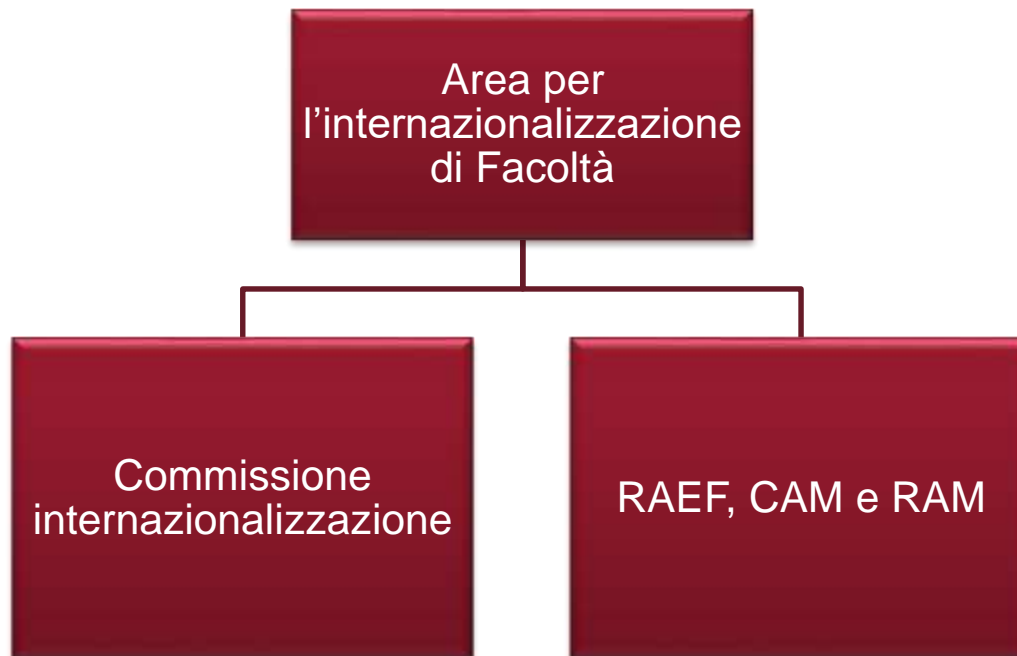 Area per
l’internazionalizzazione
di Facoltà
Commissione
internazionalizzazione
RAEF, CAM e RAM